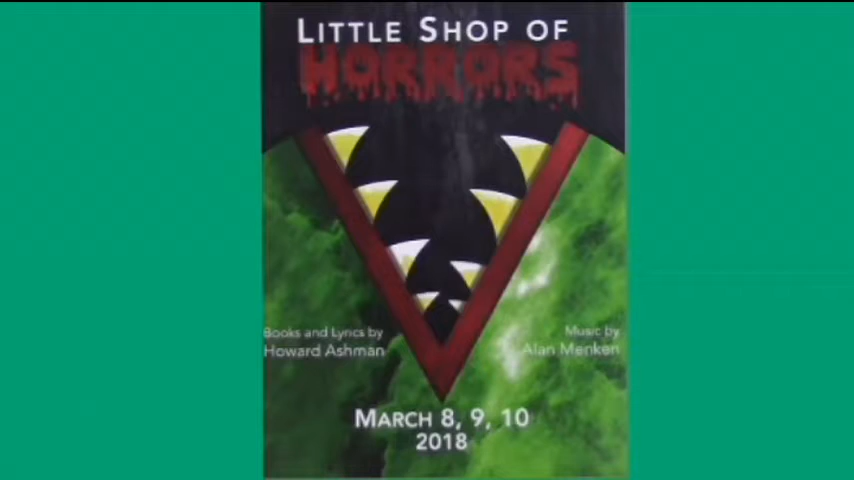 LITTLE SHOP OF
HORRORS
Books and Lyrics by
Howard Ashman
Music by
Alan Menken
MARCH 8, 9, 10
2018